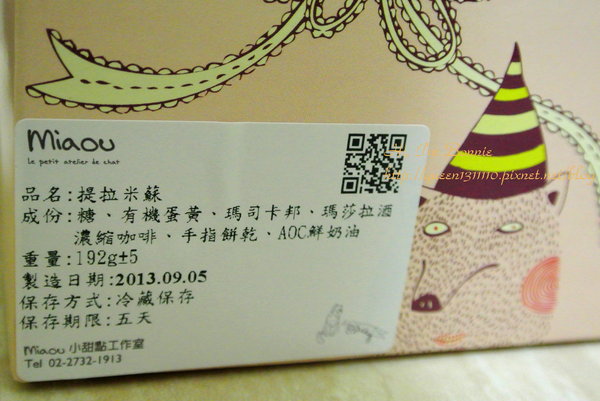 Miaou
le petit atelier de chat
品名:提拉米蘇
成份:糖、有機蛋黃、瑪司卡邦、瑪莎拉酒
濃縮咖啡、手指餅乾、AOC鮮奶油
重量:192g±5
製造日期:2013.09.05
保存方式:冷藏保存
保存期限:五天
Miaou 小甜點工作室
Tel 02-2732-1913